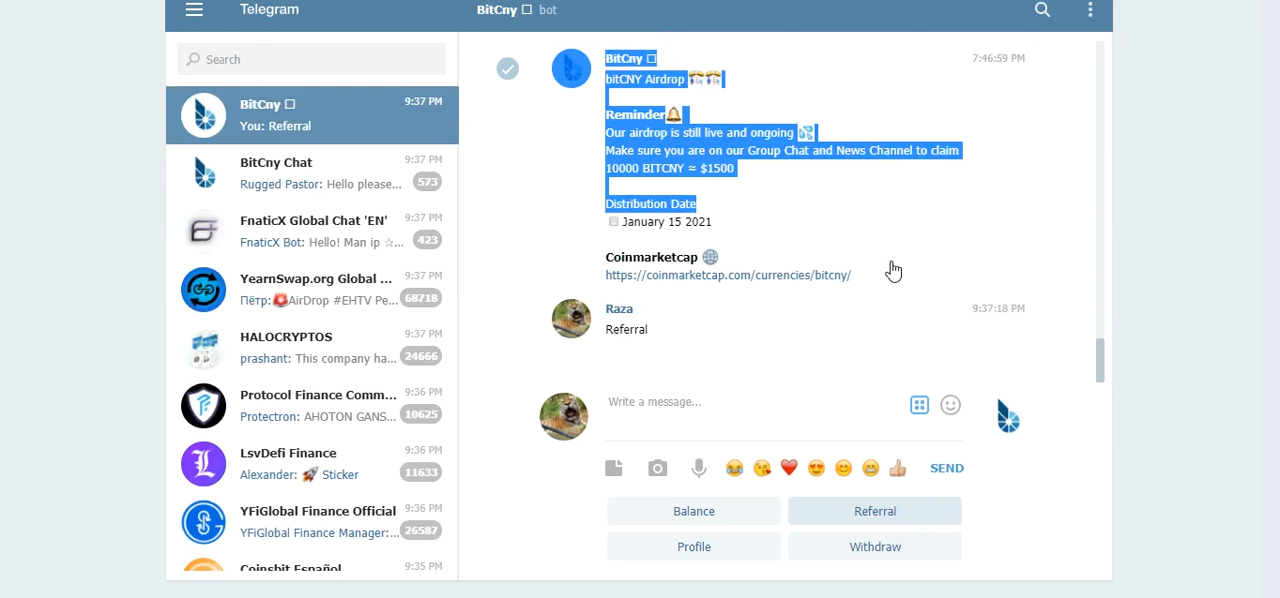 Telegram
BitCny bot
Search
BitCny
9:37 PM
You: Referral
BitCny Chat
9:37 PM
Rugged Pastor: Hello please...
573
FnaticX Global Chat 'EN'
9:37 PM
FnaticX Bot: Hello! Man ip ☆...
423
YearnSwap.org Global ...
9:37 PM
Пётр:🚨AirDrop #EHTV Pe...
68718
HALOCRYPTOS
9:37 PM
prashant: This company ha...
24666
Protocol Finance Comm...
9:36 PM
Protectron: AHOTON GANS...
10625
LsvDefi Finance
9:36 PM
Alexander: 🚀 Sticker
11633
YFiGlobal Finance Official
9:36 PM
YFiGlobal Finance Manager:...
26587
Coinsbit Español
9:35 PM
BitCny
7:46:59 PM
bitCNY Airdrop
Reminder🔔
Our airdrop is still live and ongoing 💦
Make sure you are on our Group Chat and News Channel to claim
10000 BITCNY ≈ $1500
Distribution Date
January 15 2021
Coinmarketcap 🌐
https://coinmarketcap.com/currencies/bitcny/
Raza
9:37:18 PM
Referral
Write a message...
SEND
Balance
Referral
Profile
Withdraw